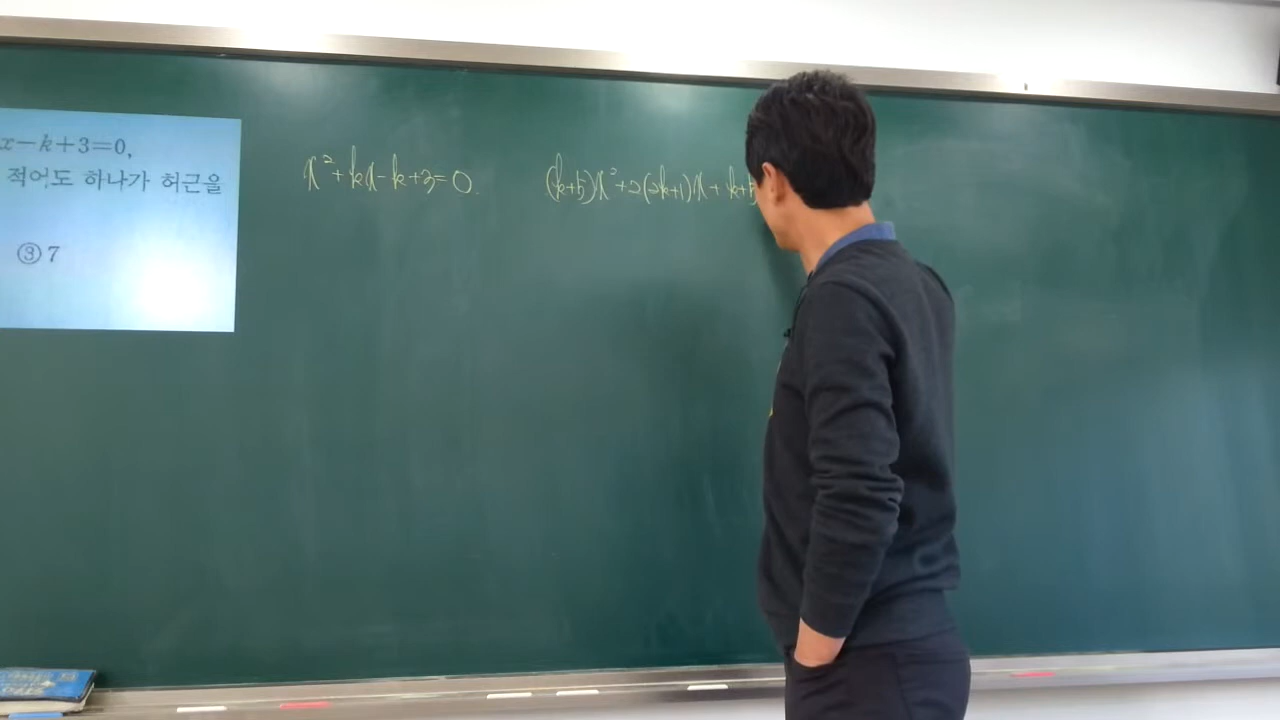 x-k+3=0,
적어도 하나가 허근을
③ 7
x²+kx-k+3=0.
(k+5)x²+2(2k+1)x+k+5